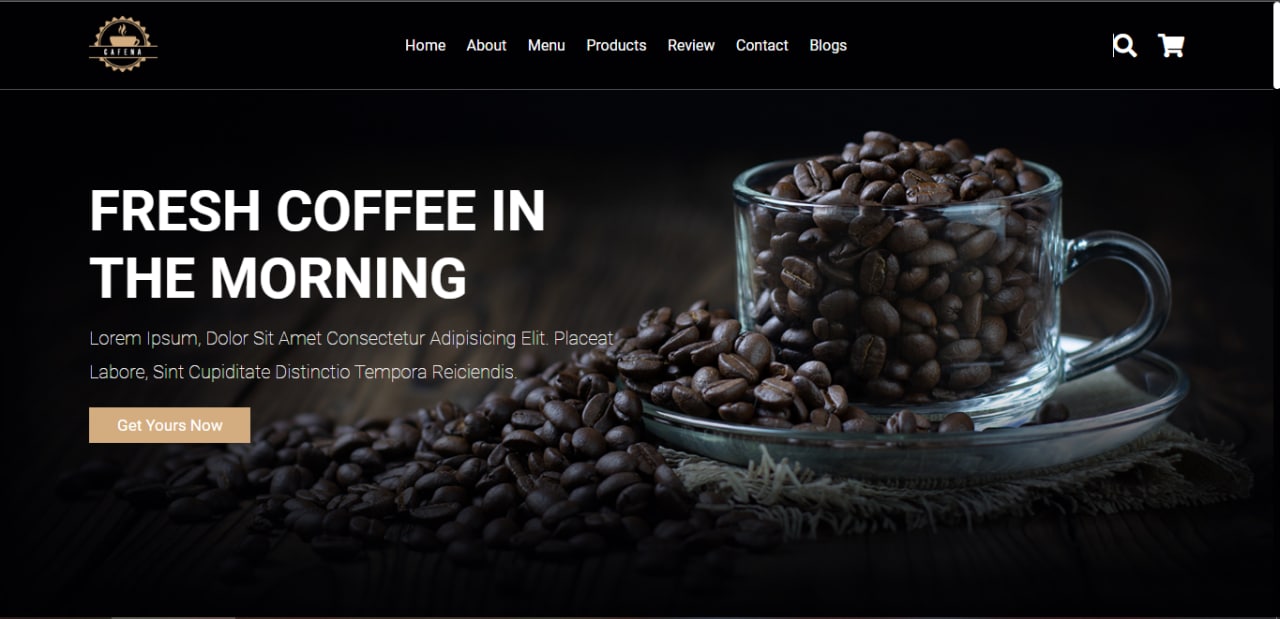 CAFENA
Home About Menu Products Review Contact Blogs
FRESH COFFEE IN
THE MORNING
Lorem Ipsum, Dolor Sit Amet Consectetur Adipisicing Elit. Placeat
Labore, Sint Cupiditate Distinctio Tempora Reiciendis.
Get Yours Now